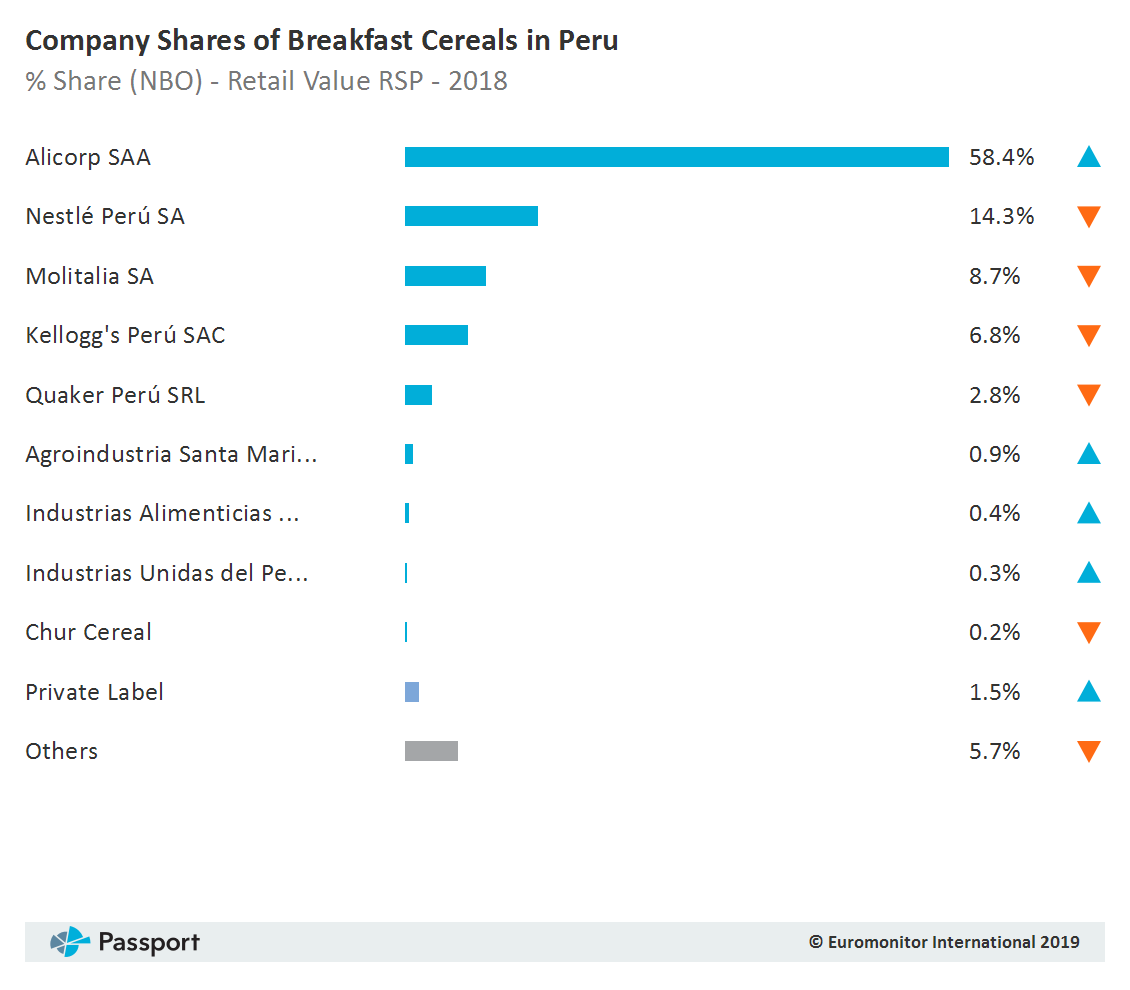 Company Shares of Breakfast Cereals in Peru
% Share (NBO) - Retail Value RSP - 2018
Alicorp SAA 58.4%
Nestlé Perú SA 14.3%
Molitalia SA 8.7%
Kellogg's Perú SAC 6.8%
Quaker Perú SRL 2.8%
Agroindustria Santa Mari... 0.9%
Industrias Alimenticias ... 0.4%
Industrias Unidas del Pe... 0.3%
Chur Cereal 0.2%
Private Label 1.5%
Others 5.7%
Passport © Euromonitor International 2019